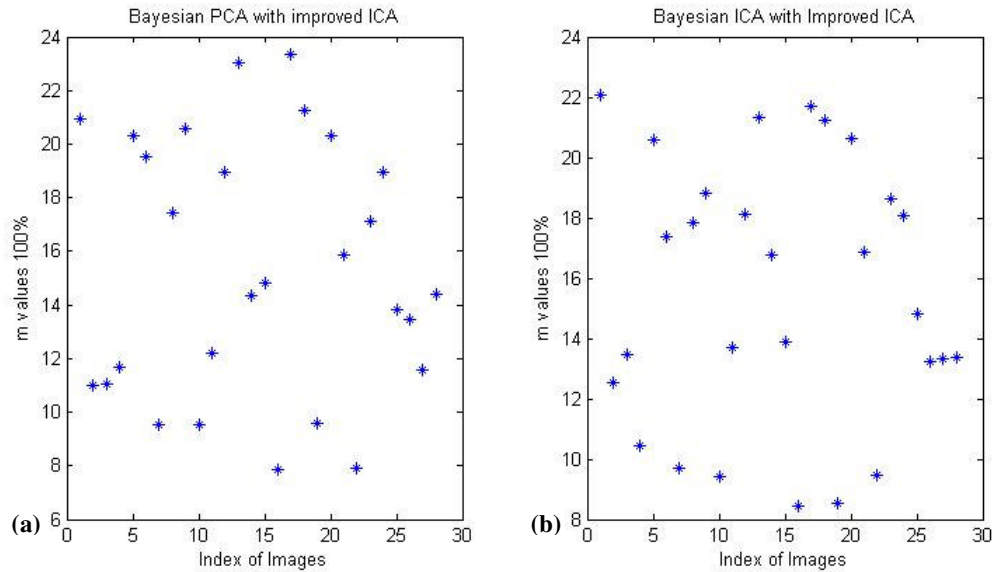 Bayesian PCA with improved ICA
24
22
20
18
16
14
12
10
8
6
m values 100%
0 5 10 15 20 25 30
Index of Images
(a)
Bayesian ICA with Improved ICA
24
22
20
18
16
14
12
10
8
m values 100%
0 5 10 15 20 25 30
Index of Images
(b)